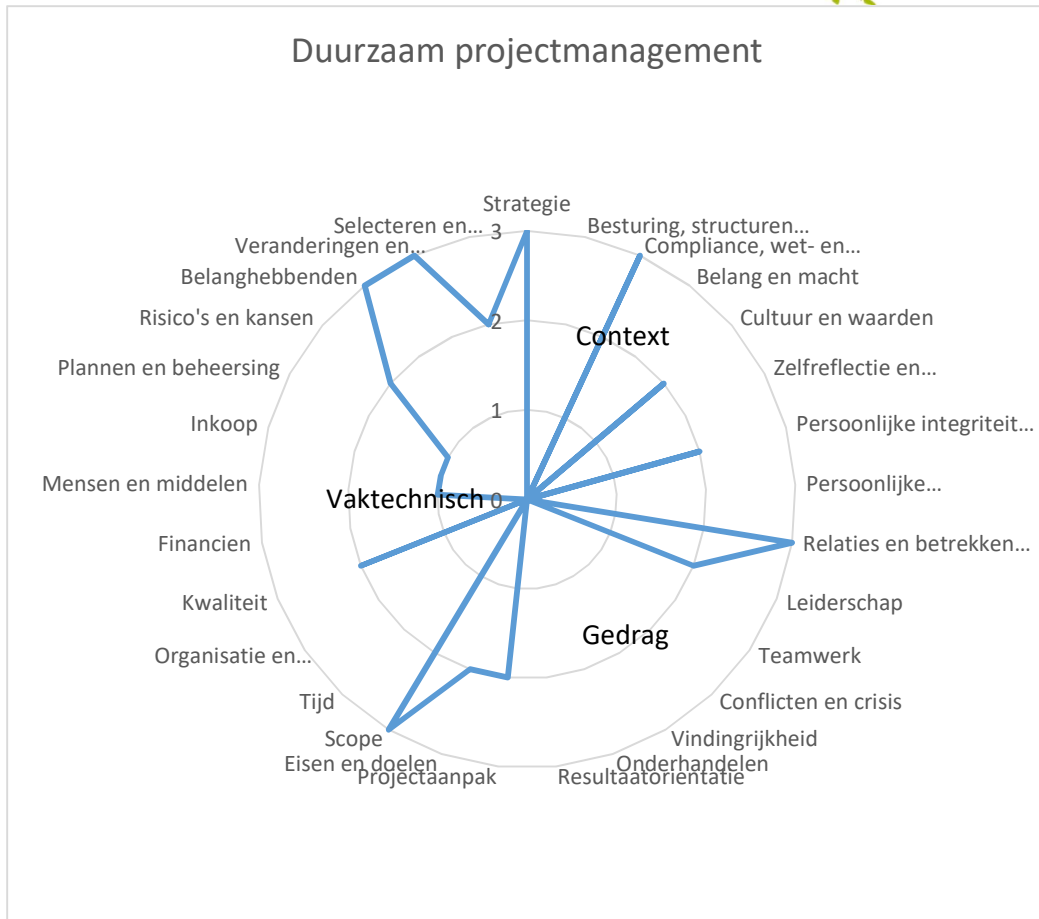 Duurzaam projectmanagement
Strategie
Besturing, structuren...
Compliance, wet- en...
Belang en macht
Cultuur en waarden
Zelfreflectie en...
Persoonlijke integriteit...
Persoonlijke...
Relaties en betrekken...
Leiderschap
Teamwerk
Conflicten en crisis
Vindingrijkheid
Onderhandelen
Resultaatorientatie
Projectaanpak
Eisen en doelen
Scope
Tijd
Organisatie en...
Kwaliteit
Financien
Mensen en middelen
Inkoop
Plannen en beheersing
Risico's en kansen
Belanghebbenden
Veranderingen en...
Selecteren en...
3
2
1
0
Context
Vaktechnisch
Gedrag